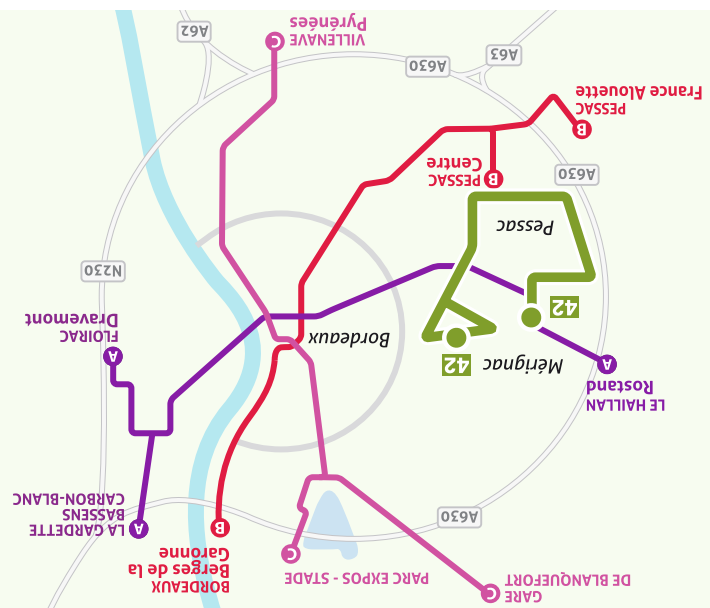 GARE
DE BLANQUEFORT
C
BORDEAUX
Berges de la
Garonne
B
PARC EXPOS - STADE
C
LA GARDETTE
BASSENS
CARBON-BLANC
A
A630
LE HAILLAN
Rostand
A
Mérignac
42
FLOIRAC
Dravemont
A
Bordeaux
42
N230
Pessac
PESSAC
Centre
B
A630
PESSAC
France Alouette
B
A630
A63
VILLENAVE
Pyrénées
C
A62